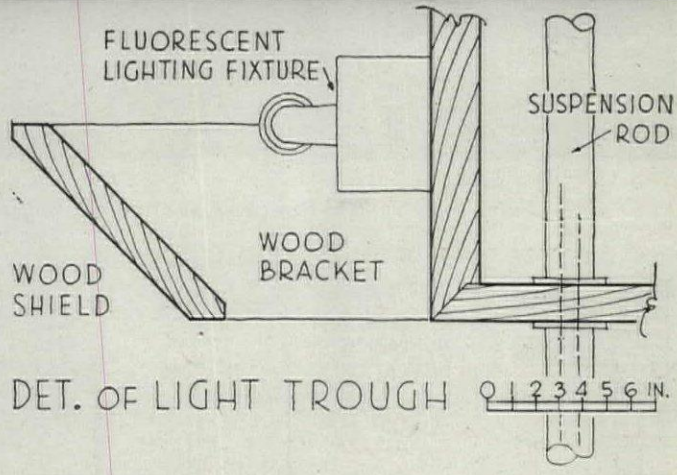 FLUORESCENT
LIGHTING FIXTURE
SUSPENSION
ROD
WOOD
BRACKET
WOOD
SHIELD
DET. OF LIGHT TROUGH
0 1 2 3 4 5 6 IN.